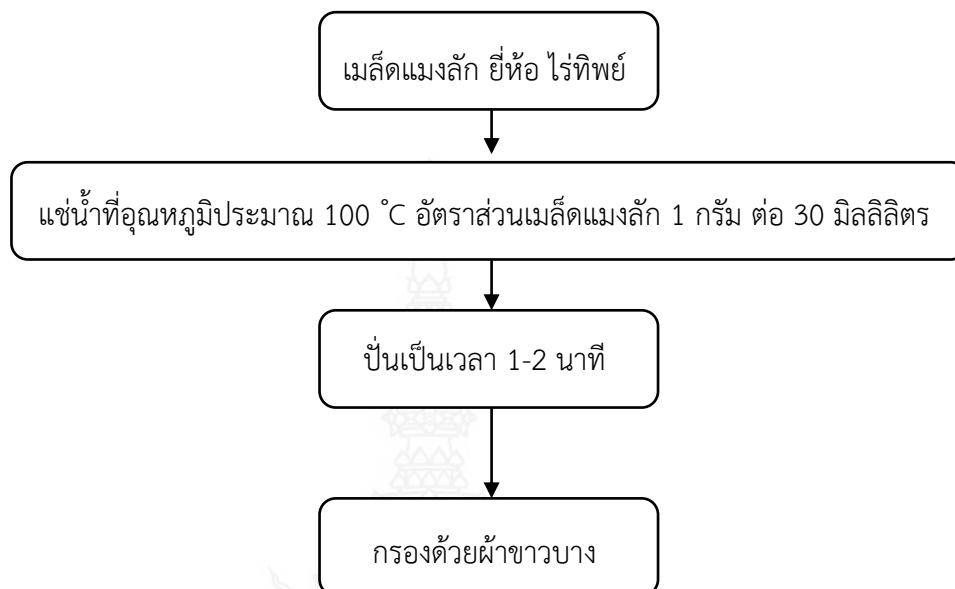 เมล็ดแมงลัก ยี่ห้อ ไร่ทิพย์
แช่น้ำที่อุณหภูมิประมาณ 100 ˚C อัตราส่วนเมล็ดแมงลัก 1 กรัม ต่อ 30 มิลลิลิตร
ปั่นเป็นเวลา 1-2 นาที
กรองด้วยผ้าขาวบาง